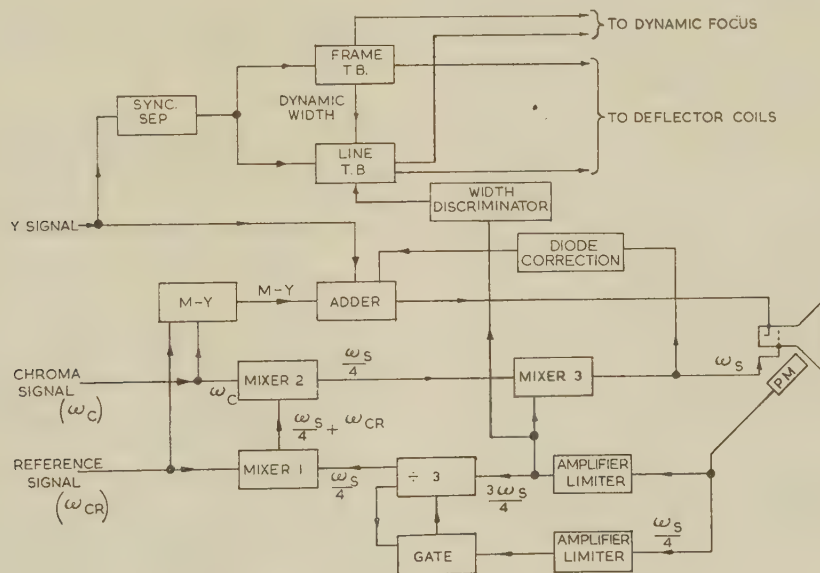 TO DYNAMIC FOCUS
FRAME
T.B.
SYNC.
SEP
DYNAMIC
WIDTH
TO DEFLECTOR COILS
LINE
T.B
WIDTH
DISCRIMINATOR
Y SIGNAL
DIODE
CORRECTION
M-Y
M-Y
ADDER
CHROMA
SIGNAL
(ωC)
ωC
MIXER 2
ωS/4
MIXER 3
ωS
PM
ωS/4 + ωCR
REFERENCE
SIGNAL
(ωCR)
MIXER 1
ωS/4
÷ 3
3ωS/4
AMPLIFIER
LIMITER
GATE
AMPLIFIER
LIMITER
ωS/4